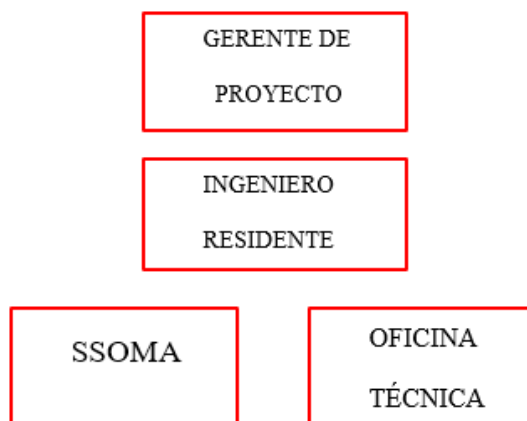 GERENTE DE
PROYECTO
INGENIERO
RESIDENTE
SSOMA
OFICINA
TÉCNICA